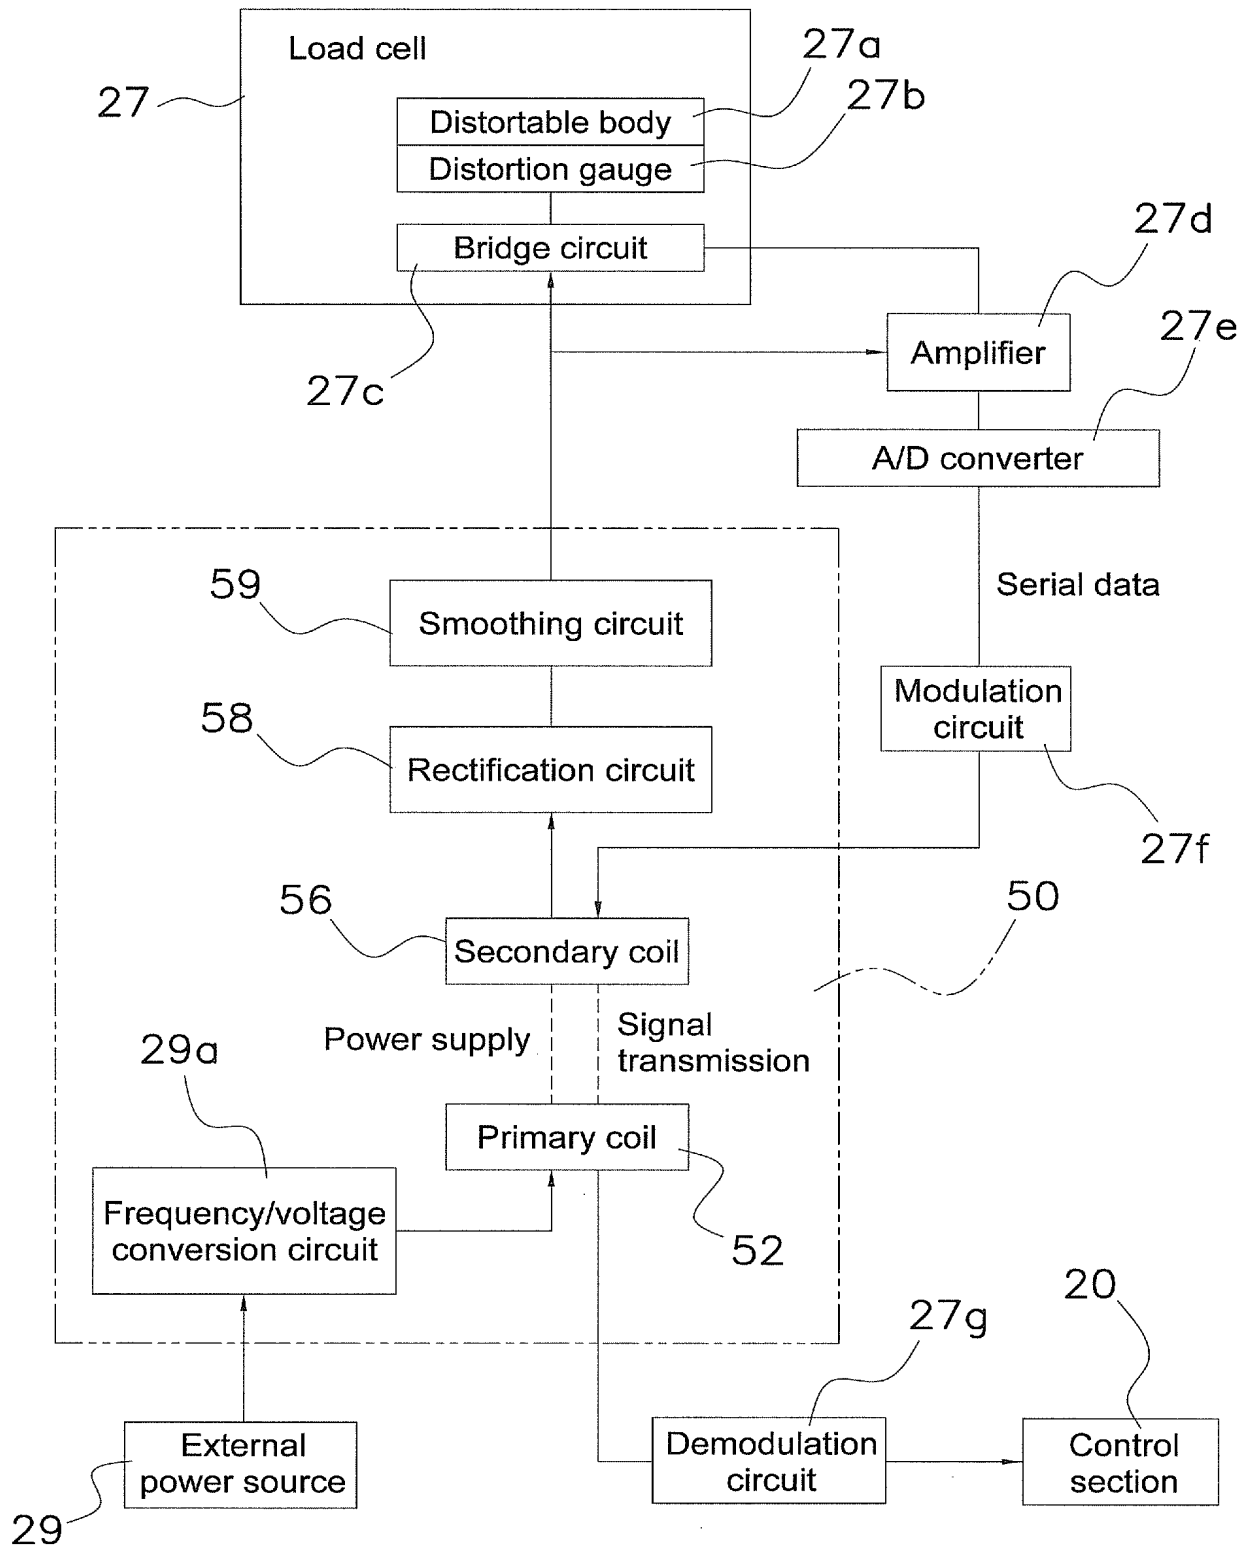 Load cell
27a
27
27b
Distortable body
Distortion gauge
27d
Bridge circuit
27e
Amplifier
27c
A/D converter
59
Serial data
Smoothing circuit
Modulation
circuit
58
Rectification circuit
27f
56
50
Secondary coil
Power supply
Signal
transmission
29a
Primary coil
Frequency/voltage
conversion circuit
52
20
27g
External
power source
Demodulation
circuit
Control
section
29